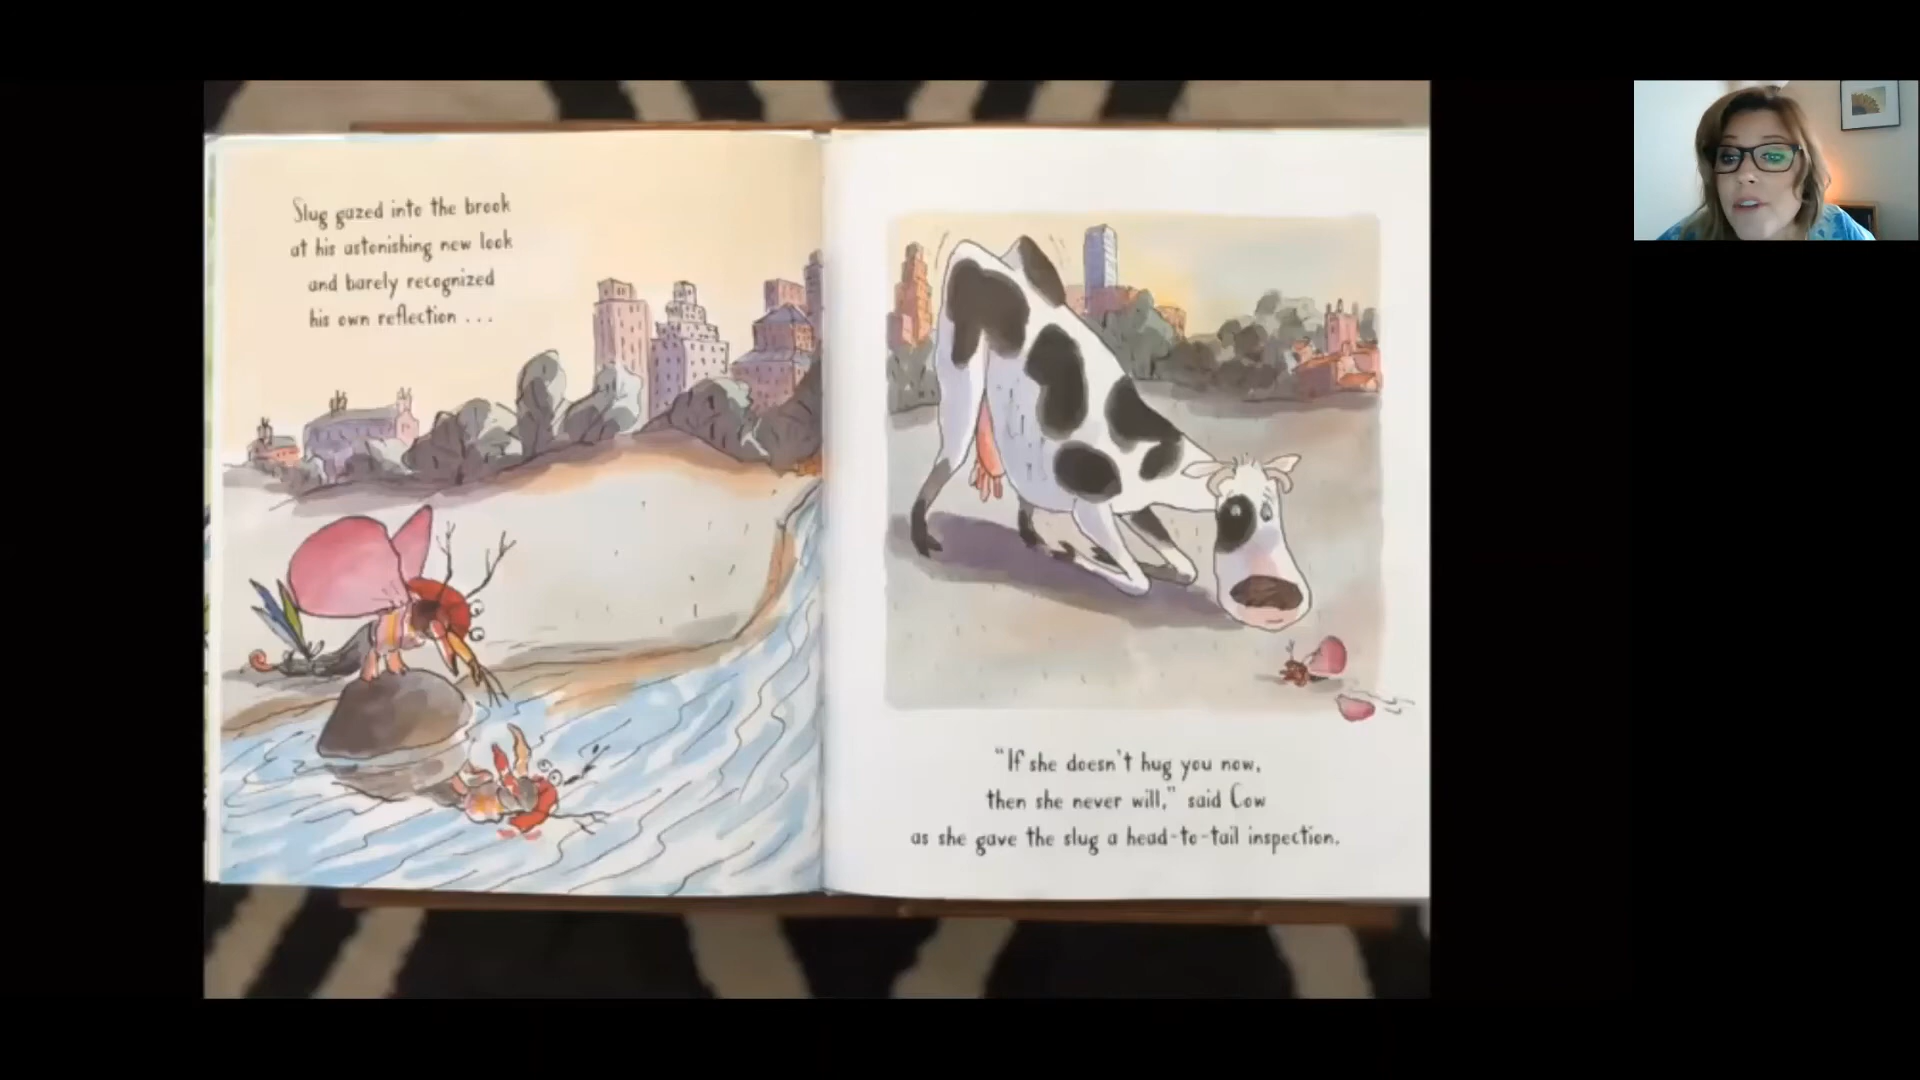 Slug gazed into the brook
at his astonishing new look
and barely recognized
his own reflection . . .
"If she doesn't hug you now,
then she never will," said Cow
as she gave the slug a head-to-tail inspection.